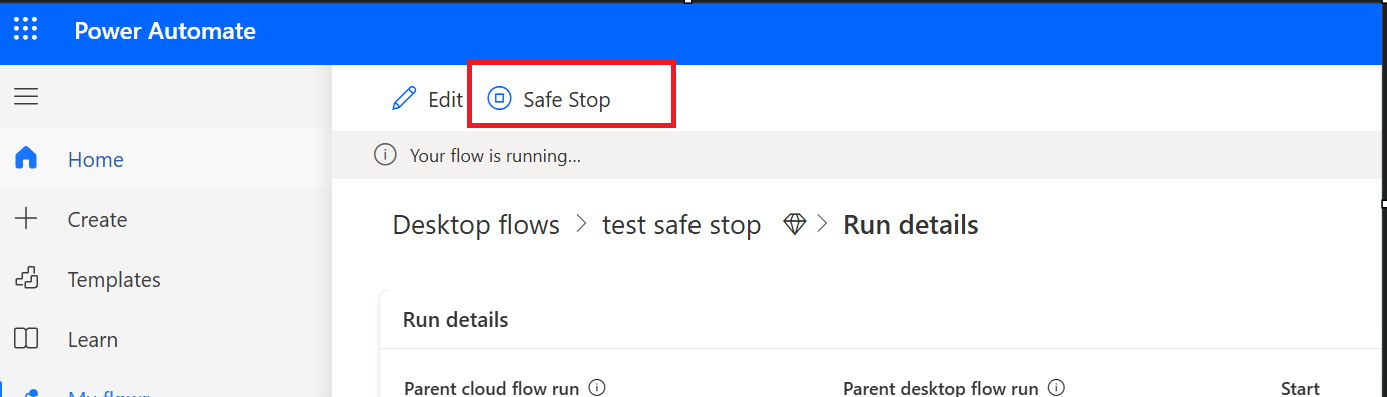 Power Automate
Edit
Safe Stop
Your flow is running...
Home
Create
Templates
Learn
My flows
Desktop flows > test safe stop > Run details
Run details
Parent cloud flow run
Parent desktop flow run
Start